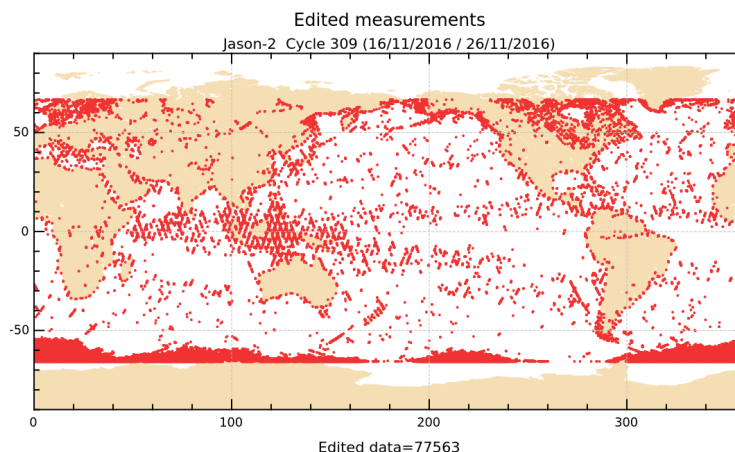 Edited measurements
Jason-2 Cycle 309 (16/11/2016 / 26/11/2016)
50
0
-50
0 100 200 300
Edited data=77563